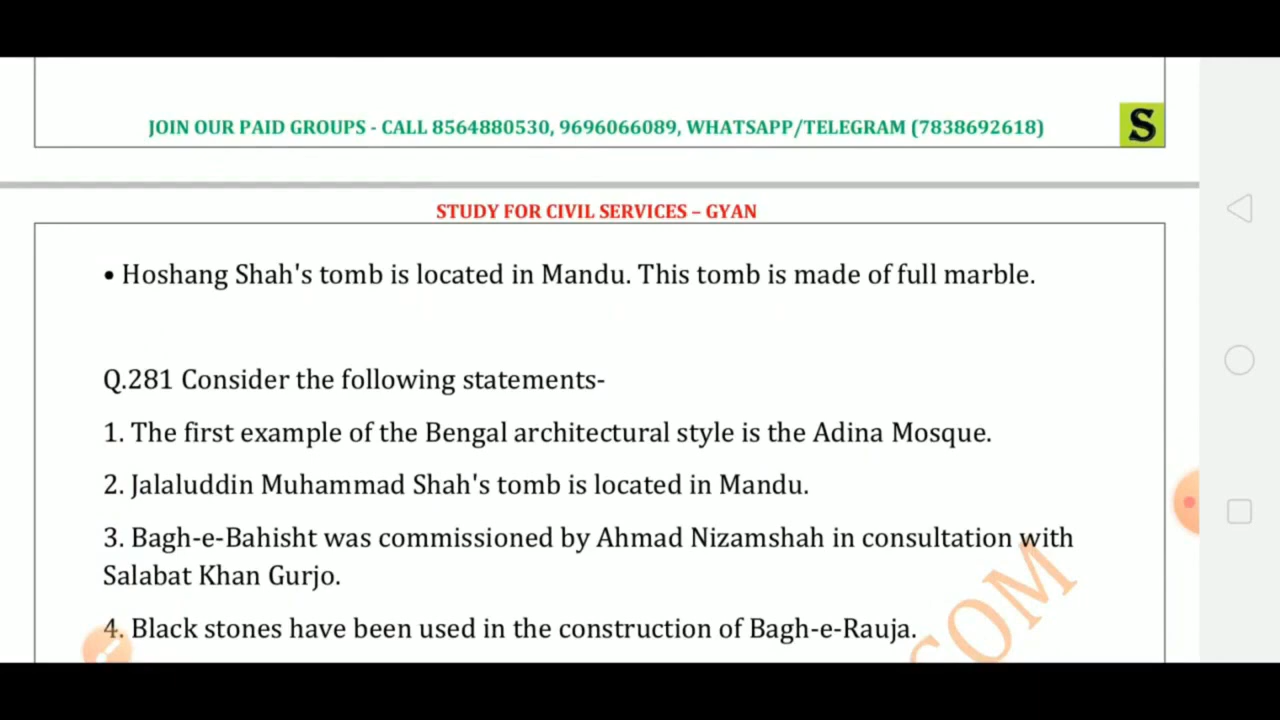 JOIN OUR PAID GROUPS - CALL 8564880530, 9696066089, WHATSAPP/TELEGRAM (7838692618)
S
STUDY FOR CIVIL SERVICES – GYAN
• Hoshang Shah's tomb is located in Mandu. This tomb is made of full marble.
Q.281 Consider the following statements-
1. The first example of the Bengal architectural style is the Adina Mosque.
2. Jalaluddin Muhammad Shah's tomb is located in Mandu.
3. Bagh-e-Bahisht was commissioned by Ahmad Nizamshah in consultation with
Salabat Khan Gurjo.
4. Black stones have been used in the construction of Bagh-e-Rauja.
COM